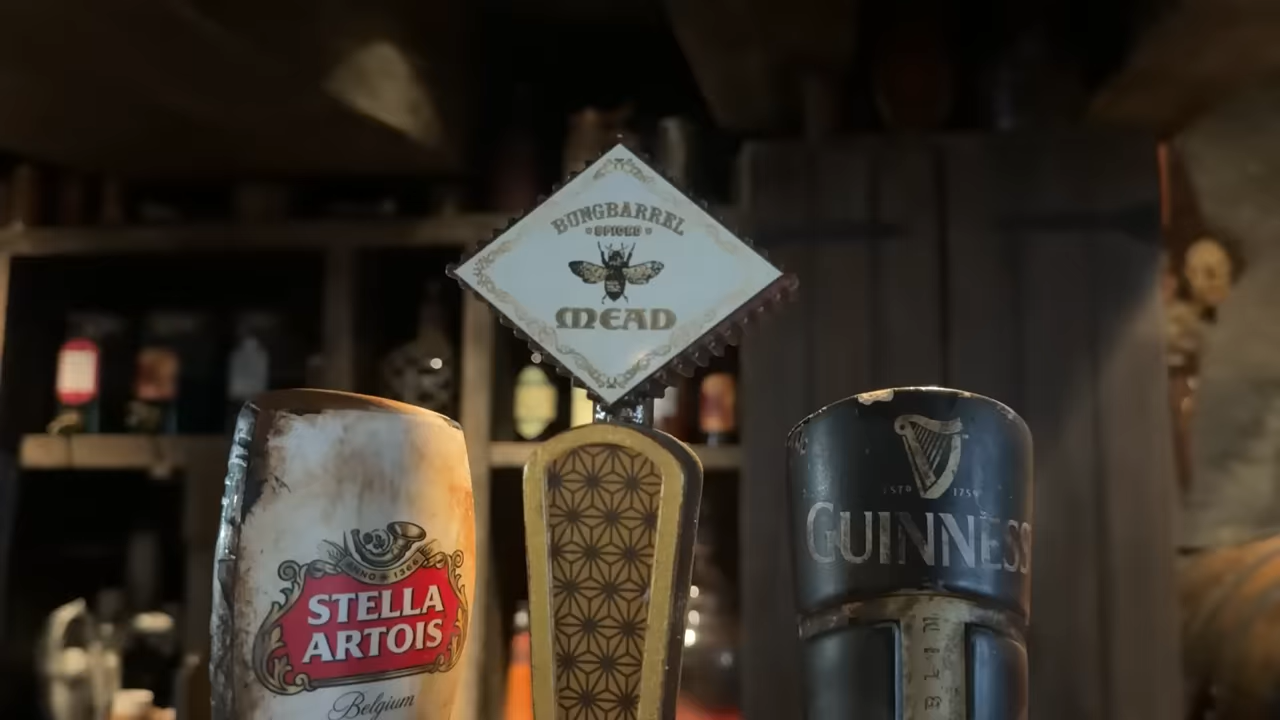 BUNGBARREL
SPICED
MEAD
ANNO 1366
STELLA
ARTOIS
Belgium
ESTD 1759
GUINNESS